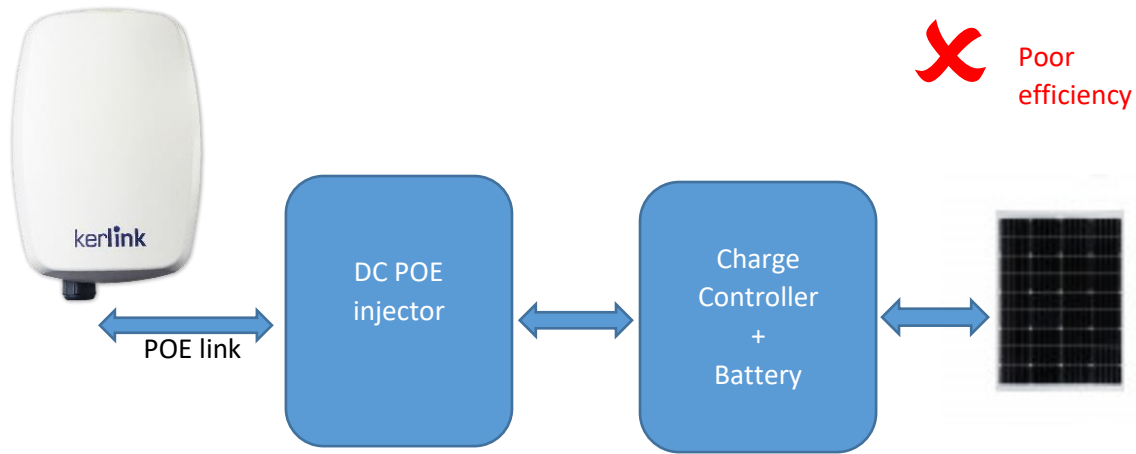 Poor
efficiency
kerlink
DC POE
injector
Charge
Controller
+
Battery
POE link